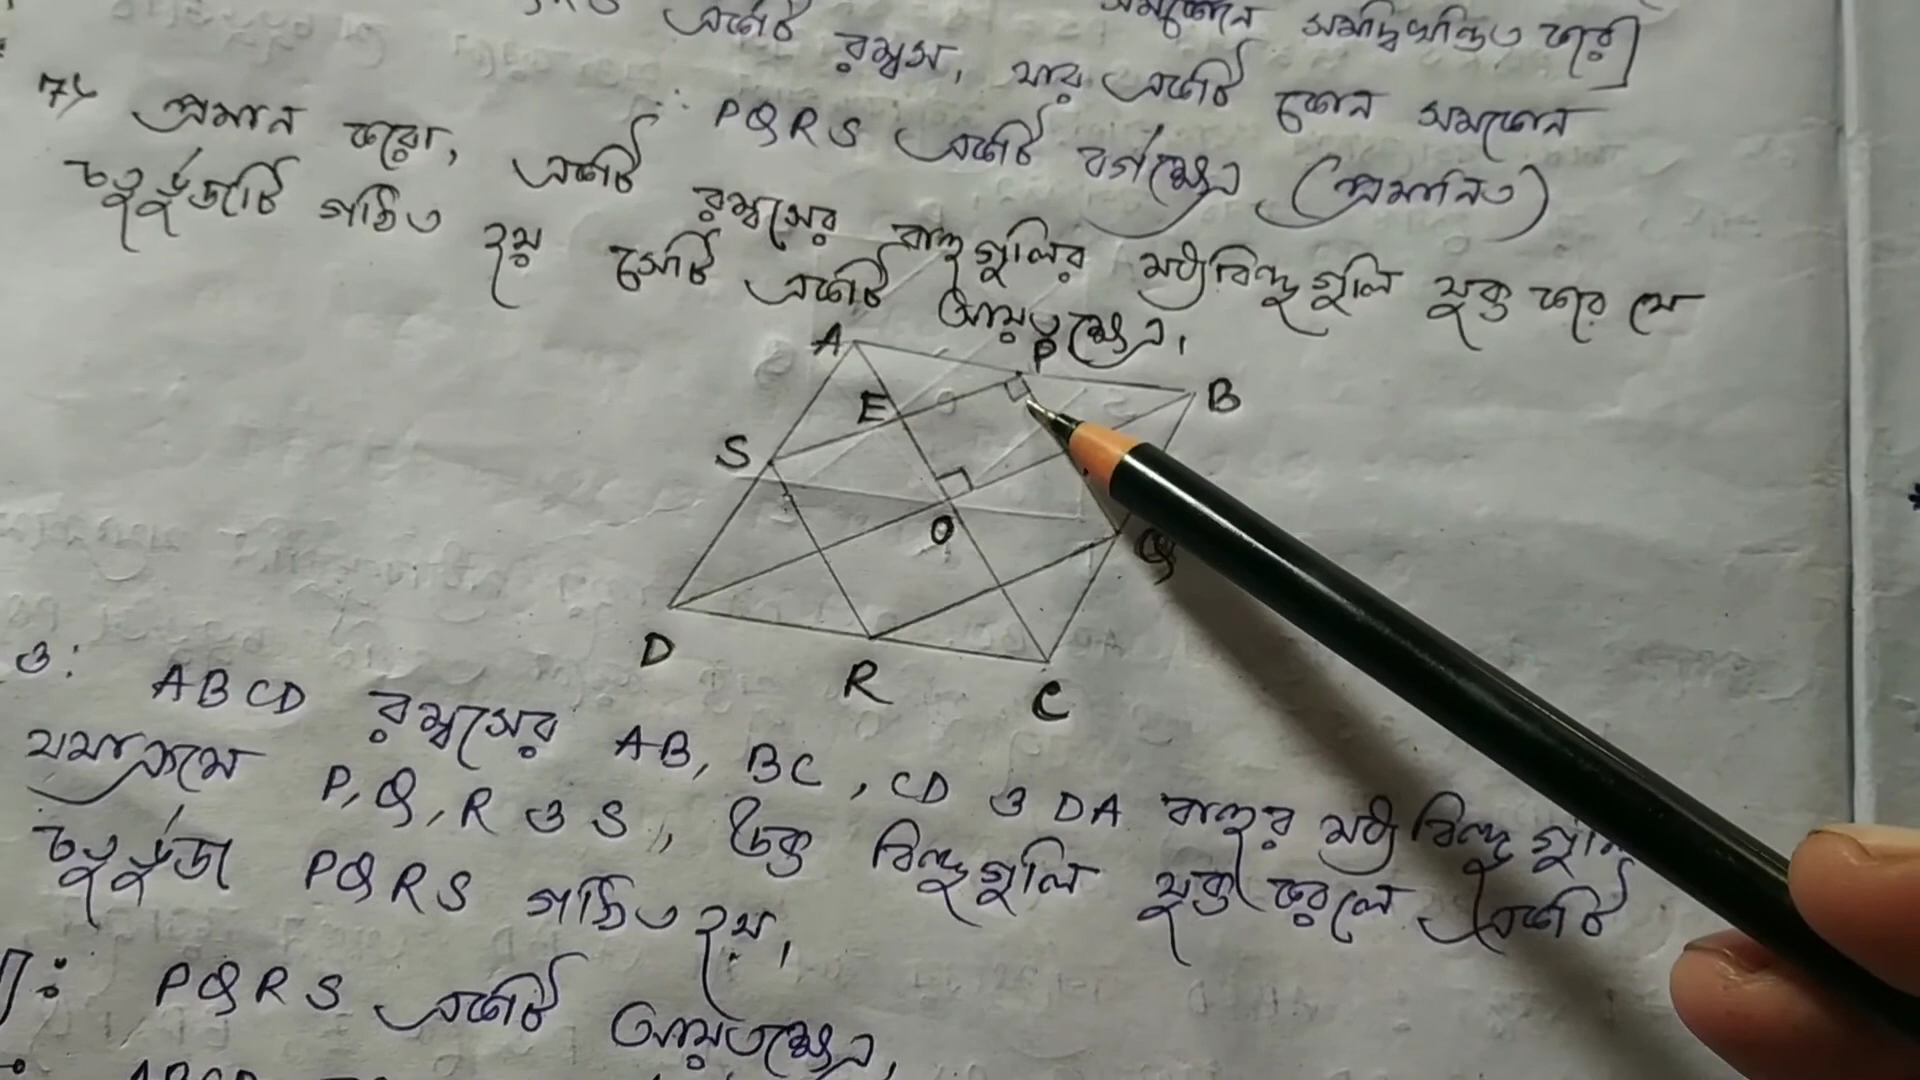 একটি সমকোণে সমদ্বিখণ্ডিত করে]
রম্বস, যার একটি কোন সমকোন
∴ PQRS একটি বর্গক্ষেত্র (প্রমানিত)
7) প্রমান করো, একটি রম্বসের বাহুগুলির মধ্যবিন্দুগুলি যুক্ত করে যে
চতুর্ভুজটি গঠিত হয় সেটি একটি আয়তক্ষেত্র।
A
P
B
E
S
O
Q
D
R
C
ABCD রম্বসের AB, BC, CD ও DA বাহুর মধ্যবিন্দুগুলি
যথাক্রমে P, Q, R ও S, উক্ত বিন্দুগুলি যুক্ত করলে একটি
চতুর্ভুজ PQRS গঠিত হয়,
PQRS একটি আয়তক্ষেত্র,
ABCD